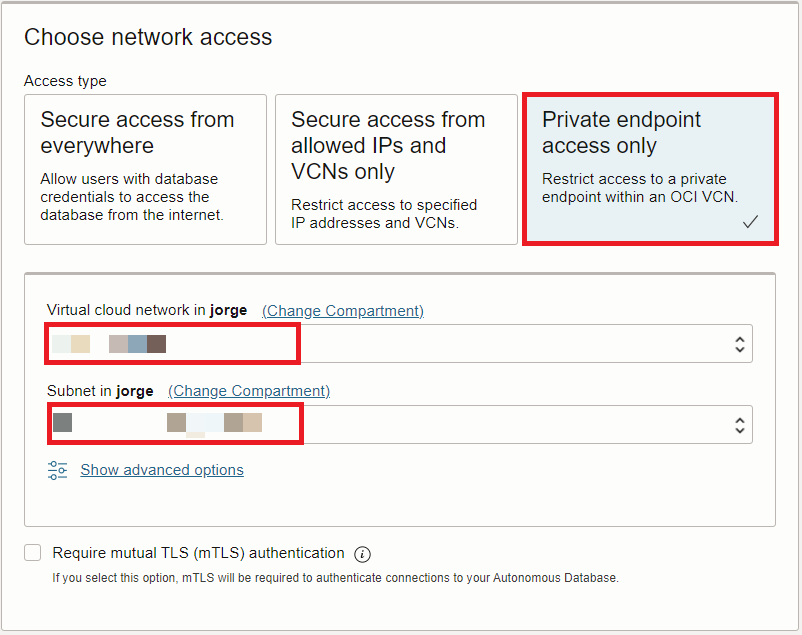 Choose network access
Access type
Secure access from
everywhere
Allow users with database
credentials to access the
database from the internet.
Secure access from
allowed IPs and
VCNs only
Restrict access to specified
IP addresses and VCNs.
Private endpoint
access only
Restrict access to a private
endpoint within an OCI VCN.
Virtual cloud network in jorge (Change Compartment)
Subnet in jorge (Change Compartment)
Show advanced options
Require mutual TLS (mTLS) authentication
If you select this option, mTLS will be required to authenticate connections to your Autonomous Database.